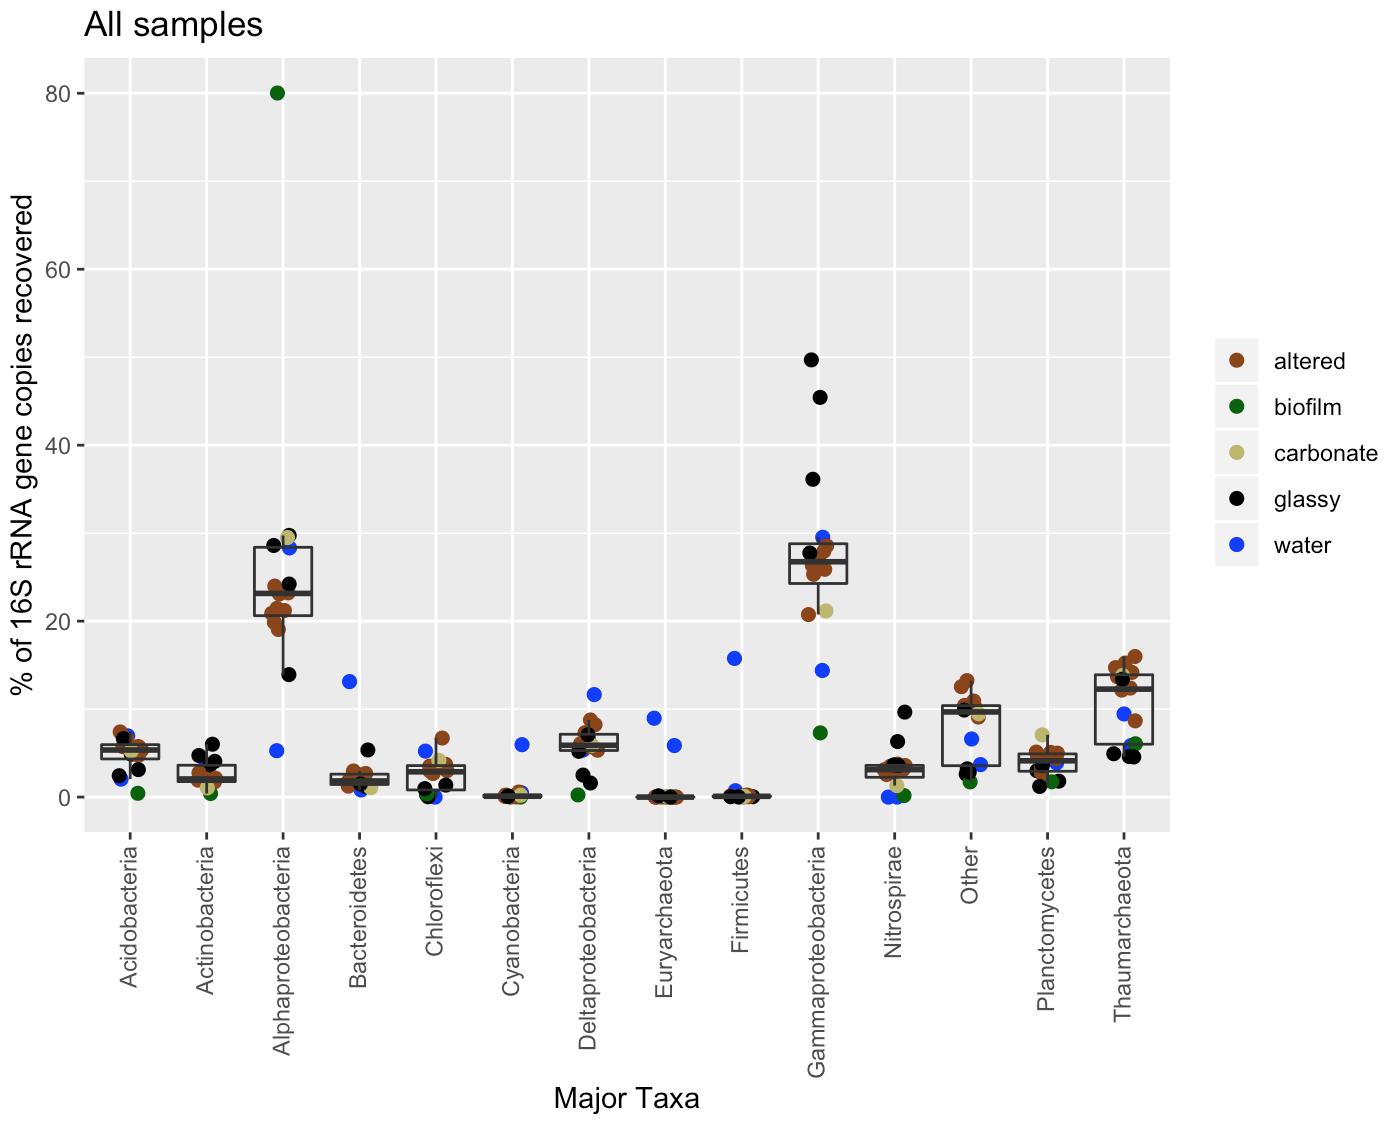 All samples
% of 16S rRNA gene copies recovered
80
60
40
20
0
Acidobacteria
Actinobacteria
Alphaproteobacteria
Bacteroidetes
Chloroflexi
Cyanobacteria
Deltaproteobacteria
Euryarchaeota
Firmicutes
Gammaproteobacteria
Nitrospirae
Other
Planctomycetes
Thaumarchaeota
Major Taxa
altered
biofilm
carbonate
glassy
water